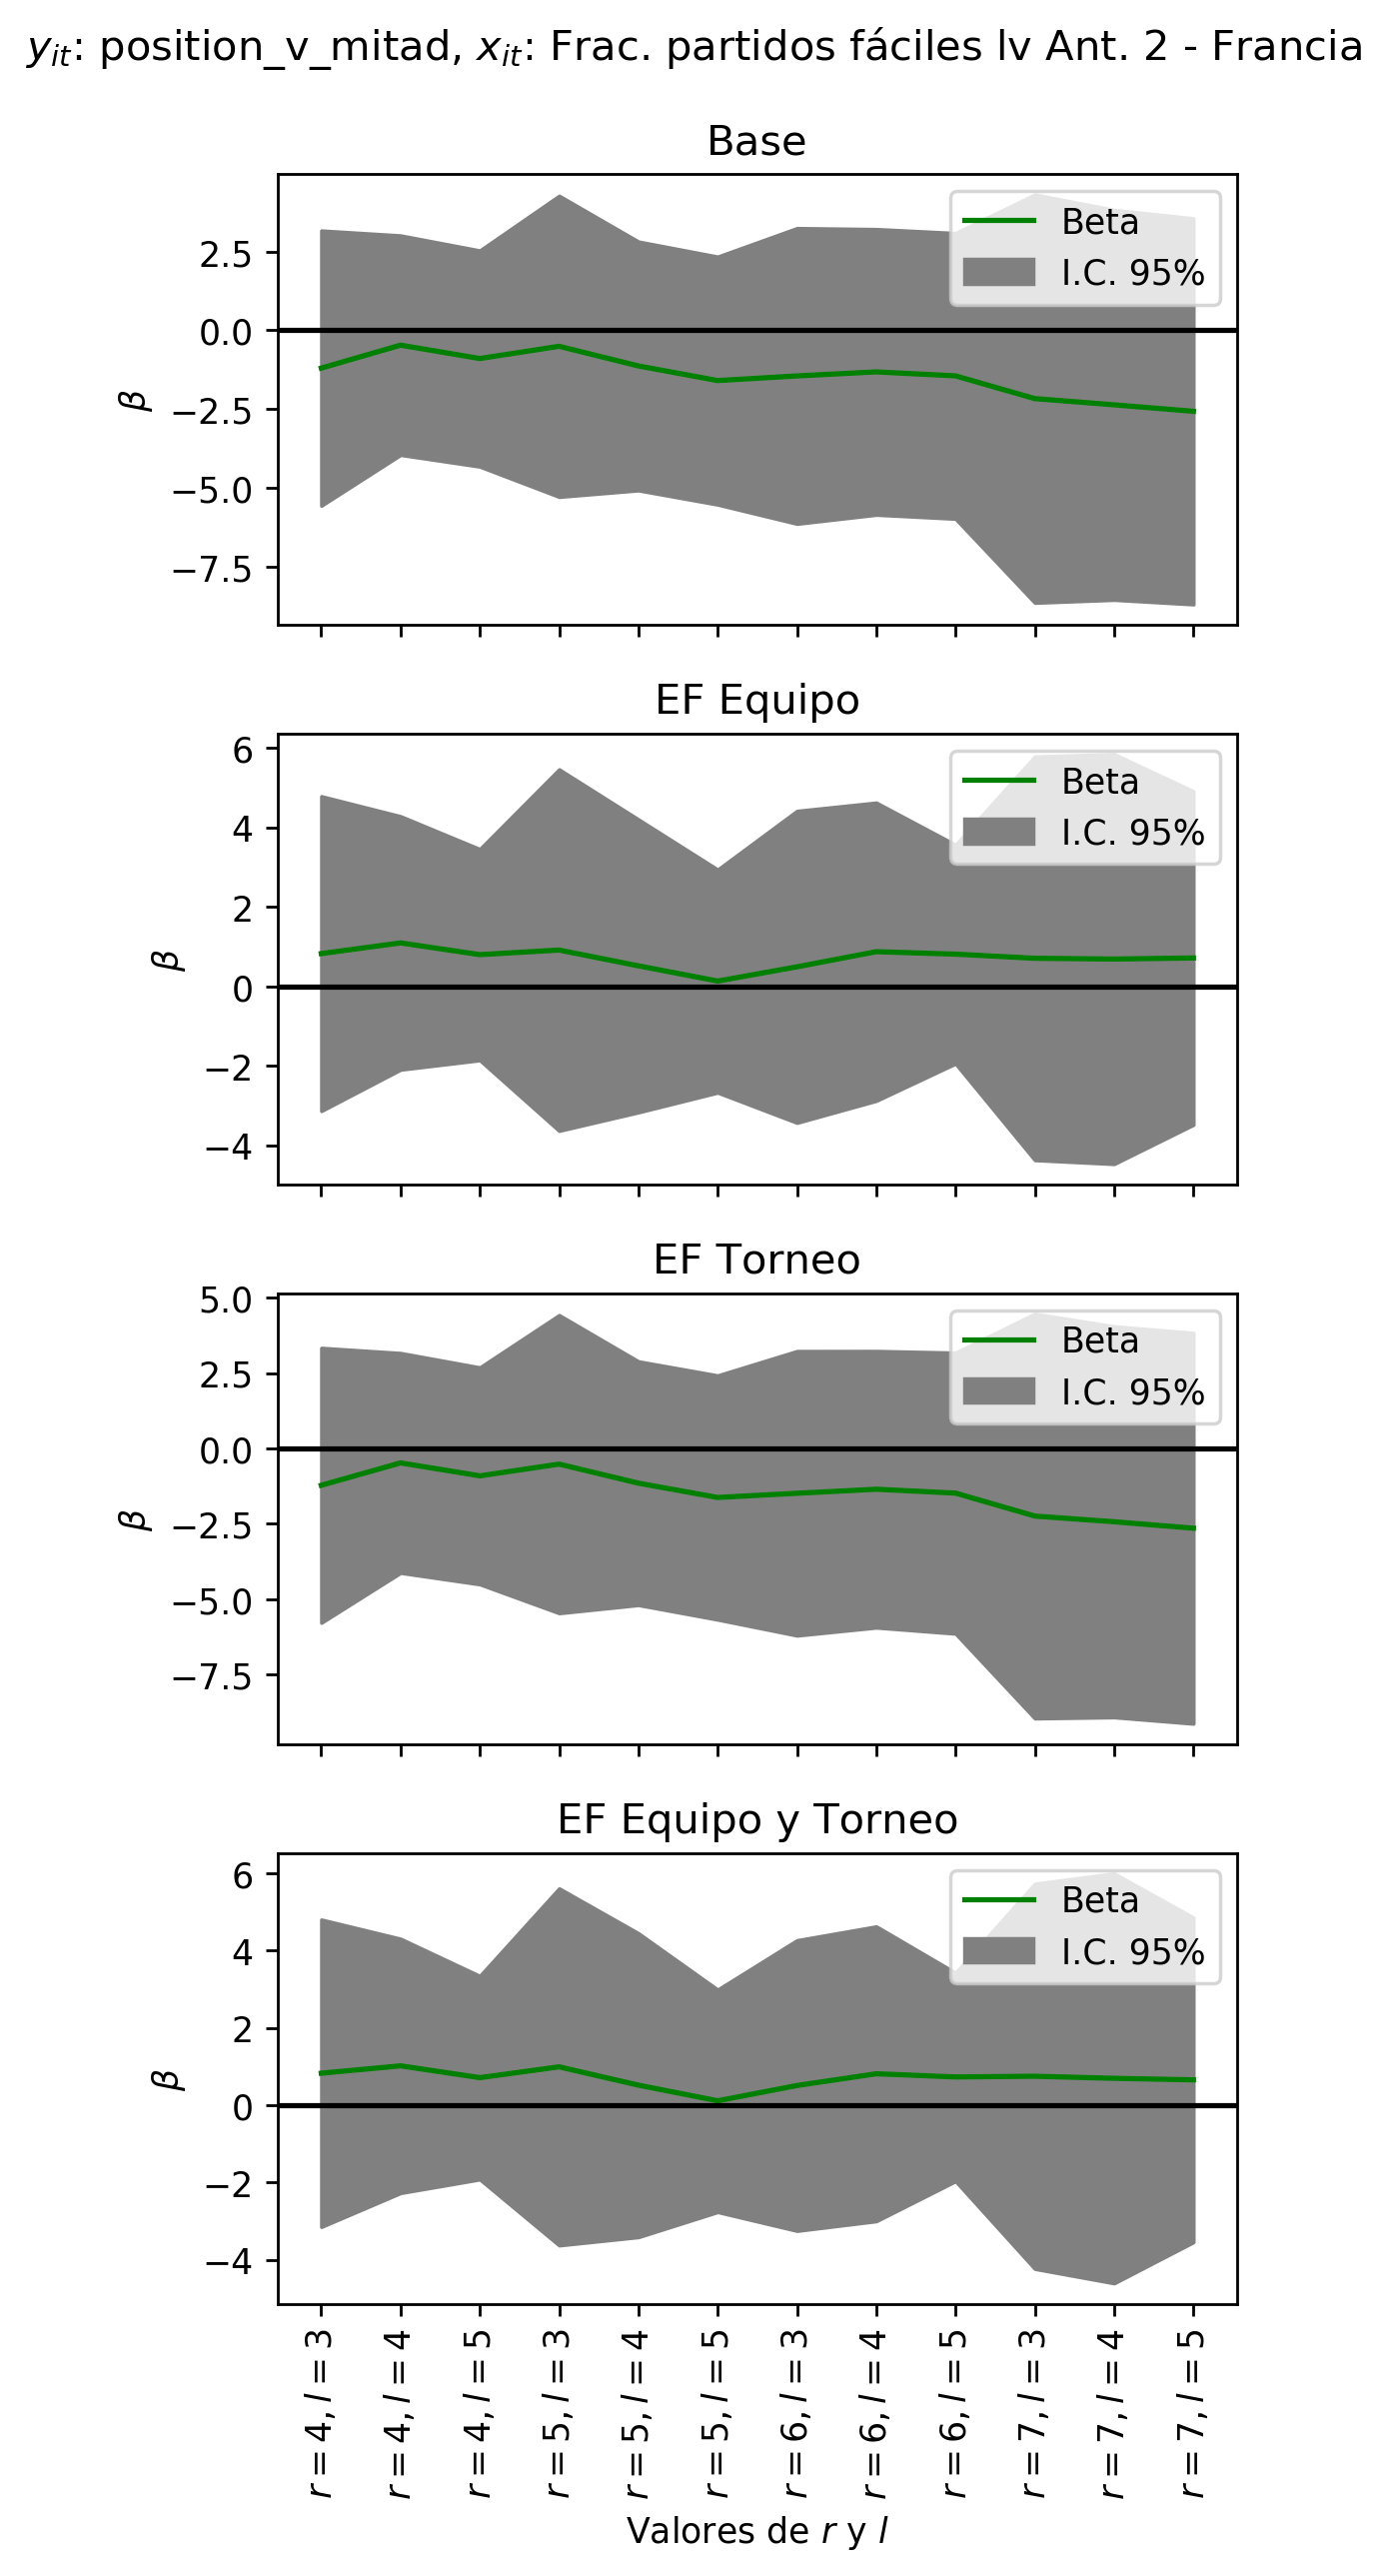 y_it: position_v_mitad, x_it: Frac. partidos fáciles lv Ant. 2 - Francia
Base
2.5
0.0
−2.5
−5.0
−7.5
β
Beta
I.C. 95%
EF Equipo
6
4
2
0
−2
−4
β
Beta
I.C. 95%
EF Torneo
5.0
2.5
0.0
−2.5
−5.0
−7.5
β
Beta
I.C. 95%
EF Equipo y Torneo
6
4
2
0
−2
−4
β
Beta
I.C. 95%
r = 4, l = 3
r = 4, l = 4
r = 4, l = 5
r = 5, l = 3
r = 5, l = 4
r = 5, l = 5
r = 6, l = 3
r = 6, l = 4
r = 6, l = 5
r = 7, l = 3
r = 7, l = 4
r = 7, l = 5
Valores de r y l